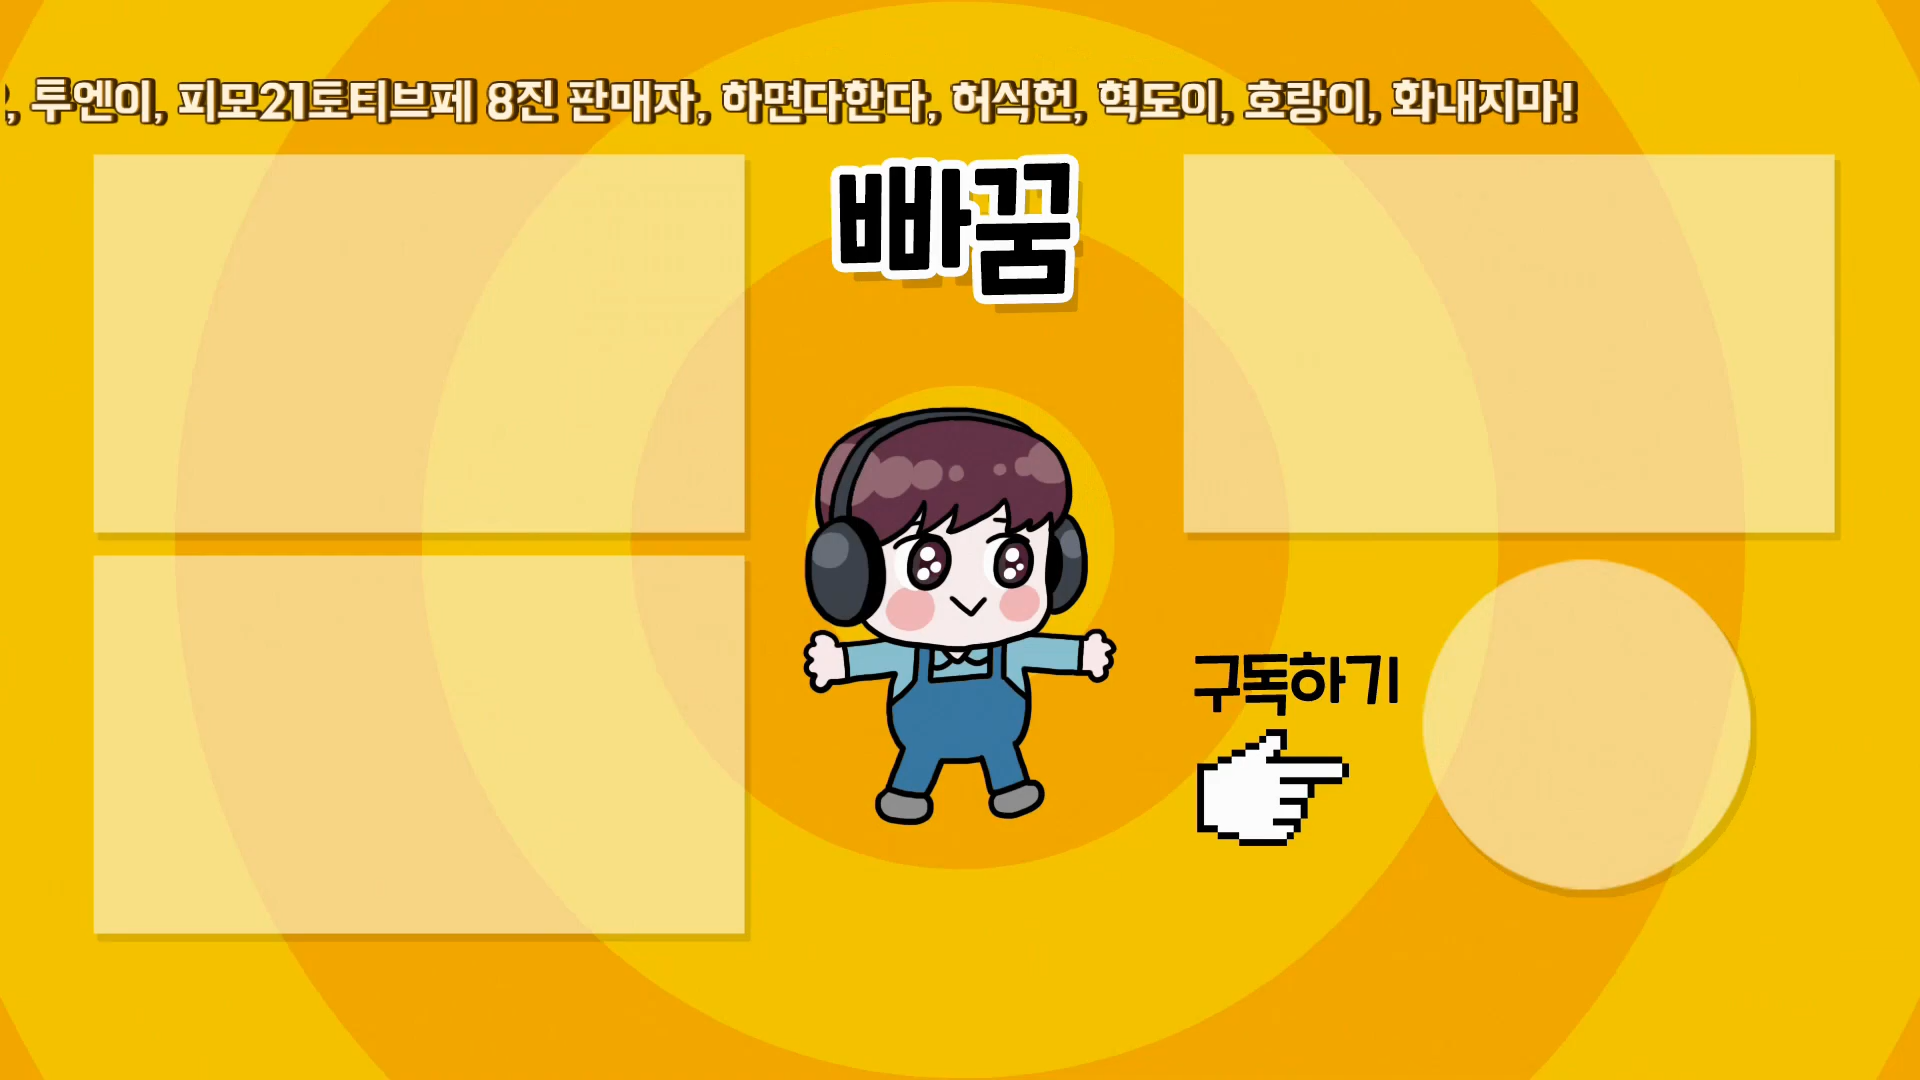 , 투엔이, 피모21토티브페 8진 판매자, 하면다한다, 허석헌, 혁도이, 호랑이, 화내지마!
빠꿈
구독하기